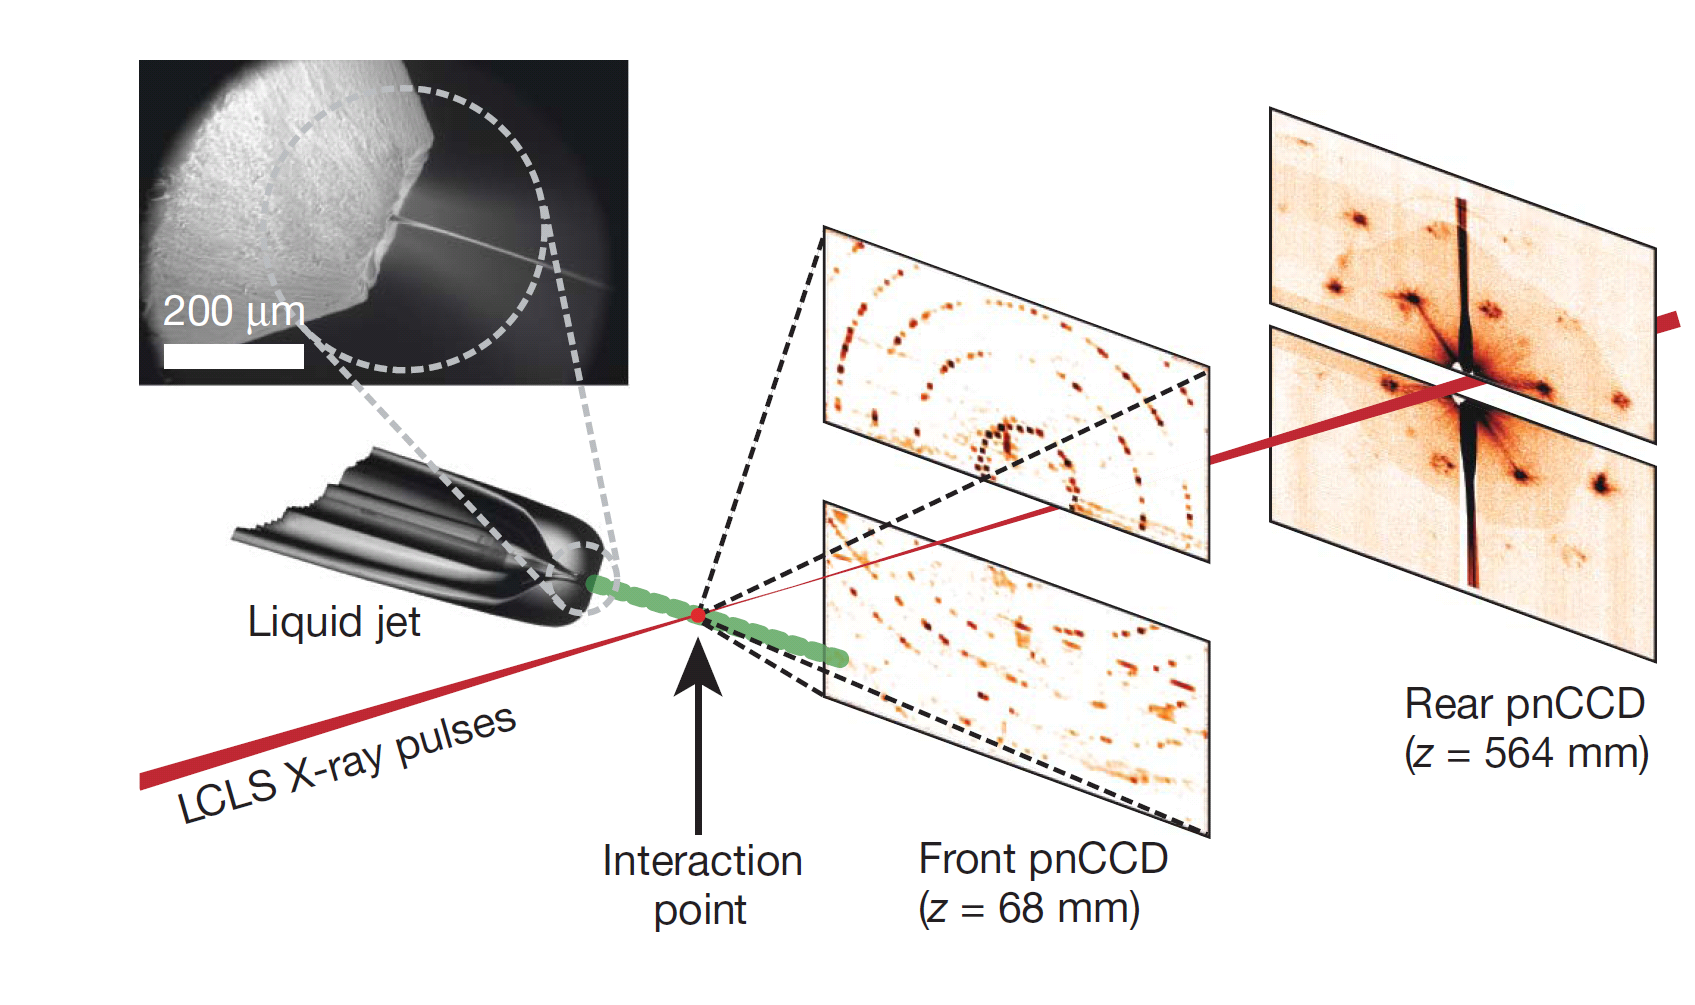 200 μm
Liquid jet
LCLS X-ray pulses
Interaction
point
Front pnCCD
(z = 68 mm)
Rear pnCCD
(z = 564 mm)